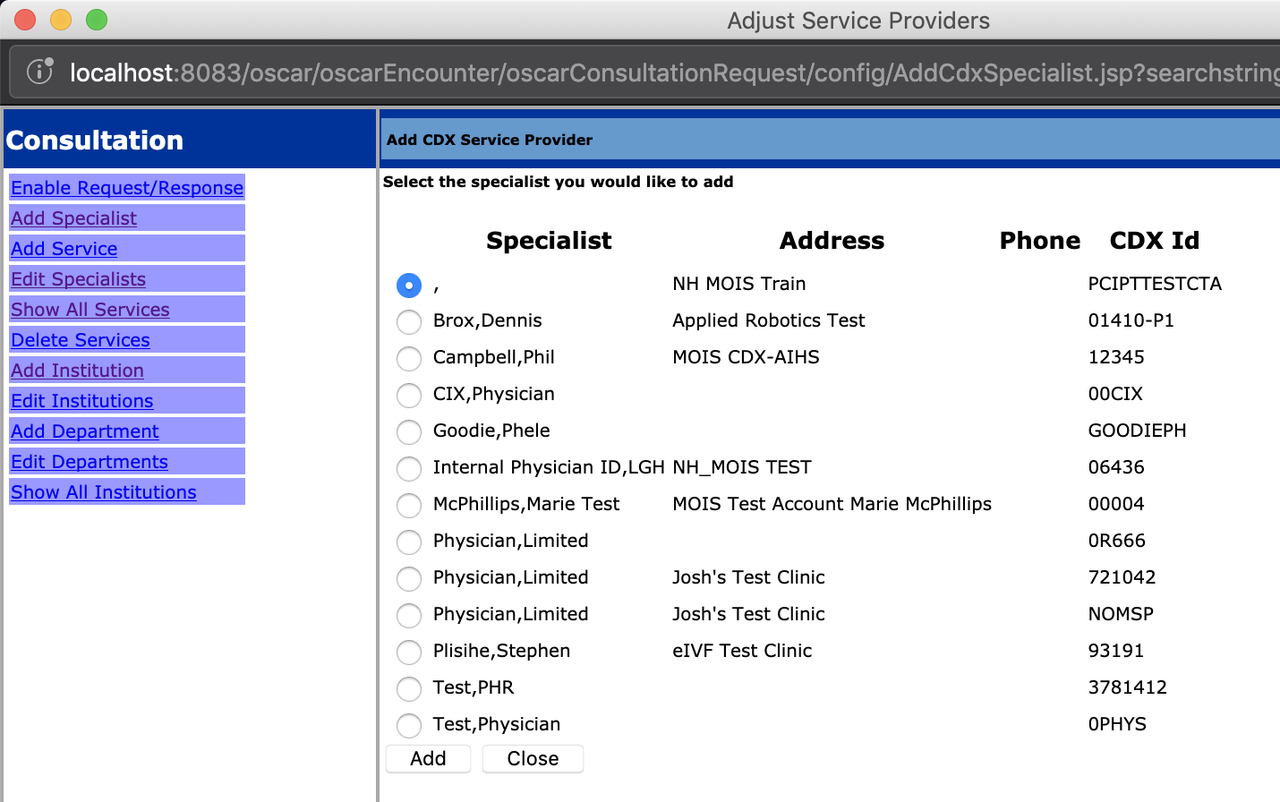 Adjust Service Providers
localhost:8083/oscar/oscarEncounter/oscarConsultationRequest/config/AddCdxSpecialist.jsp?searchstring
Consultation
Enable Request/Response
Add Specialist
Add Service
Edit Specialists
Show All Services
Delete Services
Add Institution
Edit Institutions
Add Department
Edit Departments
Show All Institutions
Add CDX Service Provider
Select the specialist you would like to add
Specialist Address Phone CDX Id
, NH MOIS Train PCIPTTESTCTA
Brox,Dennis Applied Robotics Test 01410-P1
Campbell,Phil MOIS CDX-AIHS 12345
CIX,Physician 00CIX
Goodie,Phele GOODIEPH
Internal Physician ID,LGH NH_MOIS TEST 06436
McPhillips,Marie Test MOIS Test Account Marie McPhillips 00004
Physician,Limited 0R666
Physician,Limited Josh's Test Clinic 721042
Physician,Limited Josh's Test Clinic NOMSP
Plisihe,Stephen eIVF Test Clinic 93191
Test,PHR 3781412
Test,Physician 0PHYS
Add Close